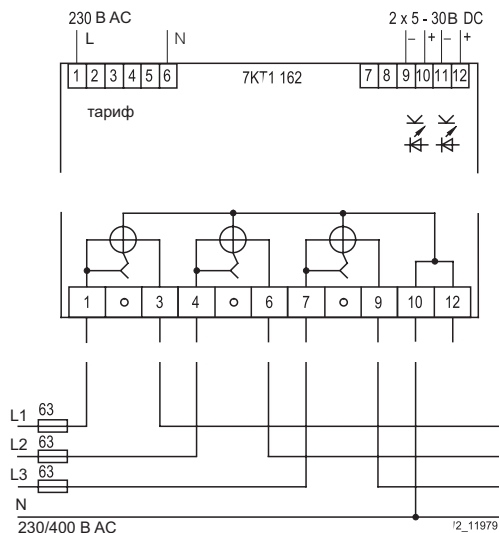 230 В AC 2 x 5 - 30В DC
L N – + – +
1 2 3 4 5 6 7KT1 162 7 8 9 10 11 12
тариф
1 3 4 6 7 9 10 12
L1 63
L2 63
L3 63
N
230/400 В AC
I2_11979